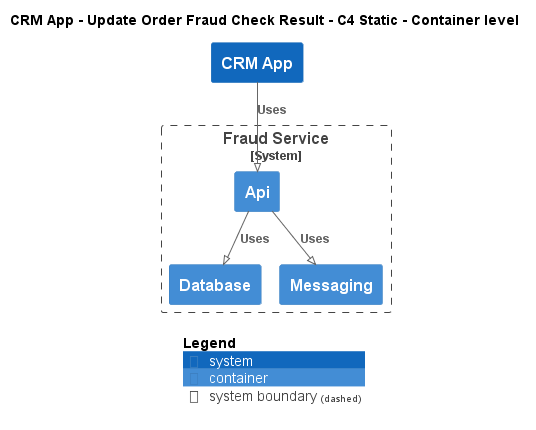 CRM App - Update Order Fraud Check Result - C4 Static - Container level
CRM App
Uses
Fraud Service
[System]
Api
Uses
Uses
Database
Messaging
Legend
system
container
system boundary (dashed)